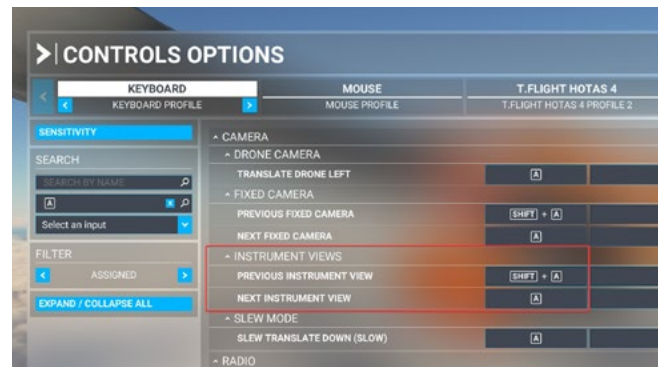 CONTROLS OPTIONS
KEYBOARD MOUSE T.FLIGHT HOTAS 4
KEYBOARD PROFILE MOUSE PROFILE T.FLIGHT HOTAS 4 PROFILE 2
SENSITIVITY
SEARCH
SEARCH BY NAME
A
Select an input
FILTER
ASSIGNED
EXPAND / COLLAPSE ALL
CAMERA
DRONE CAMERA
TRANSLATE DRONE LEFT A
FIXED CAMERA
PREVIOUS FIXED CAMERA SHIFT + A
NEXT FIXED CAMERA A
INSTRUMENT VIEWS
PREVIOUS INSTRUMENT VIEW SHIFT + A
NEXT INSTRUMENT VIEW A
SLEW MODE
SLEW TRANSLATE DOWN (SLOW) A
RADIO